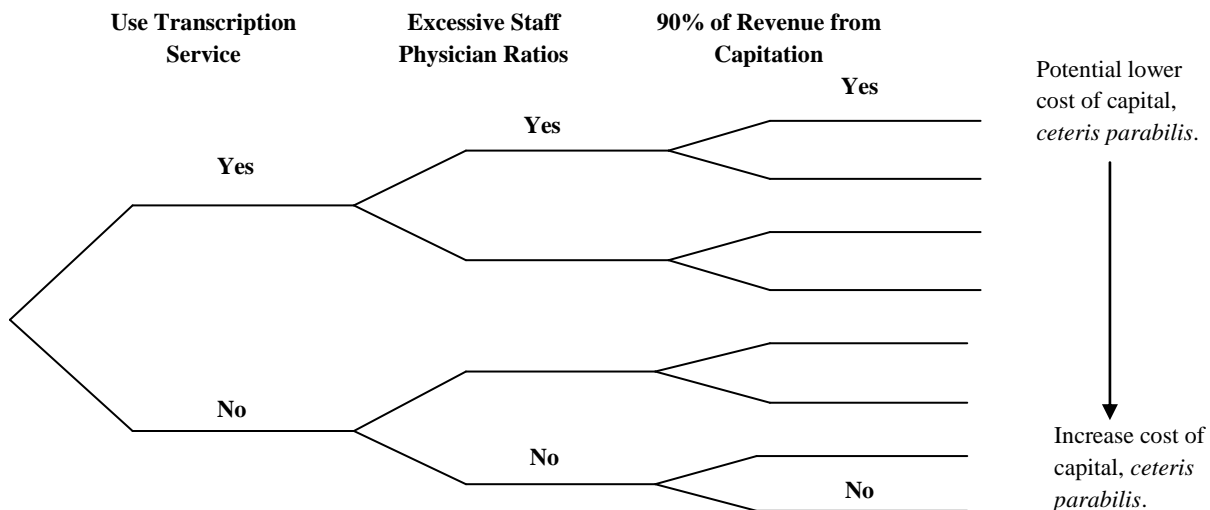 Use Transcription
Service
Excessive Staff
Physician Ratios
90% of Revenue from
Capitation
Yes
Yes
Yes
No
No
No
Potential lower
cost of capital,
ceteris parabilis.
Increase cost of
capital, ceteris
parabilis.